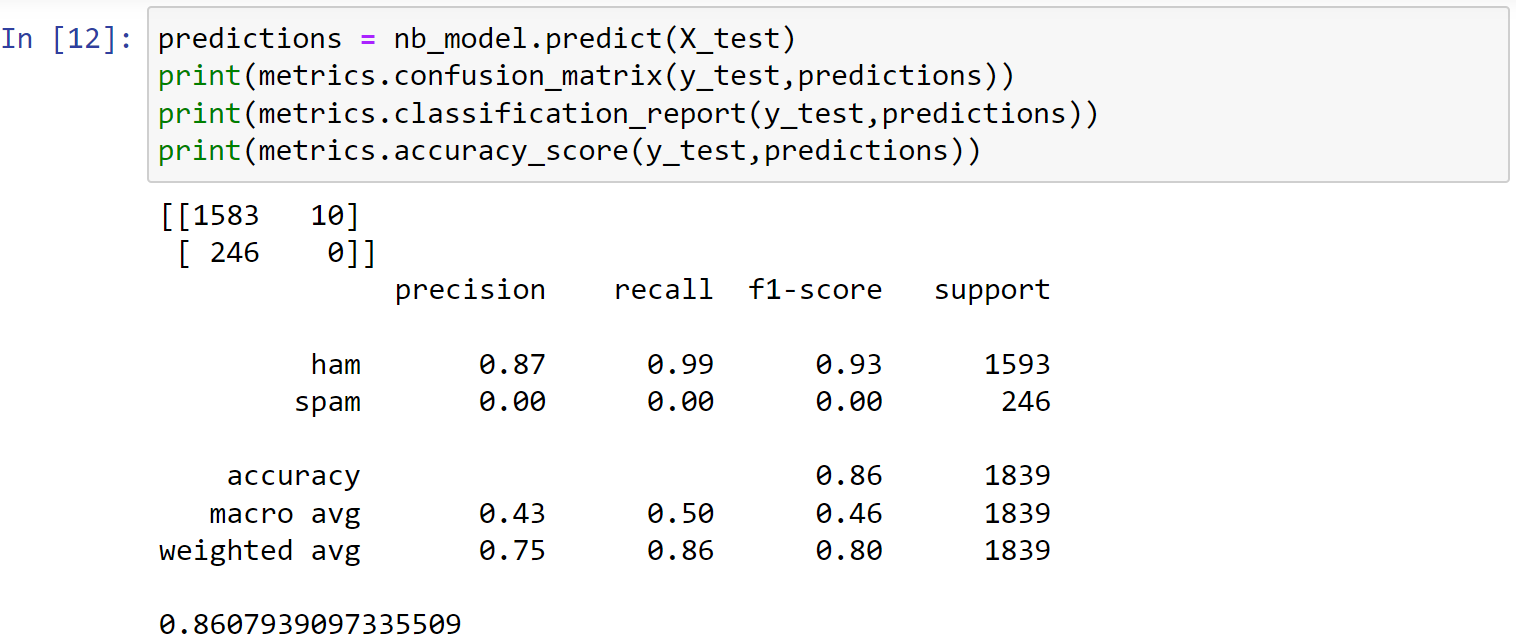 In [12]: predictions = nb_model.predict(X_test)
print(metrics.confusion_matrix(y_test,predictions))
print(metrics.classification_report(y_test,predictions))
print(metrics.accuracy_score(y_test,predictions))
[[1583   10]
 [ 246    0]]
              precision    recall  f1-score   support
         ham       0.87      0.99      0.93      1593
        spam       0.00      0.00      0.00       246
    accuracy                           0.86      1839
   macro avg       0.43      0.50      0.46      1839
weighted avg       0.75      0.86      0.80      1839
0.8607939097335509